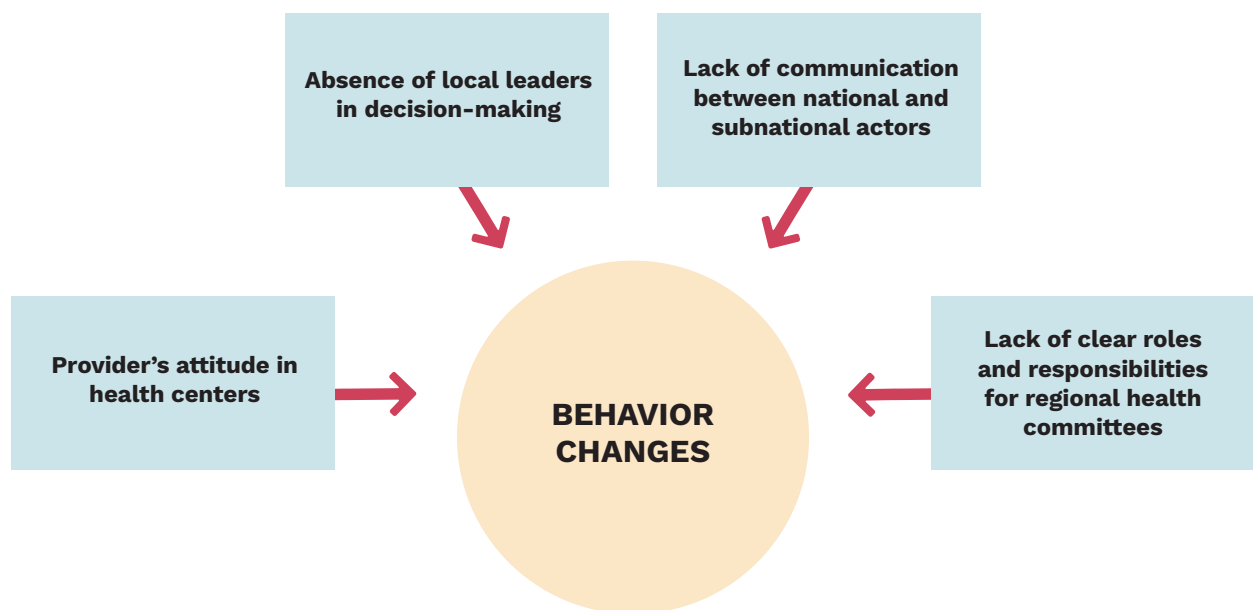 Absence of local leaders
in decision-making
Lack of communication
between national and
subnational actors
Provider’s attitude in
health centers
BEHAVIOR
CHANGES
Lack of clear roles
and responsibilities
for regional health
committees